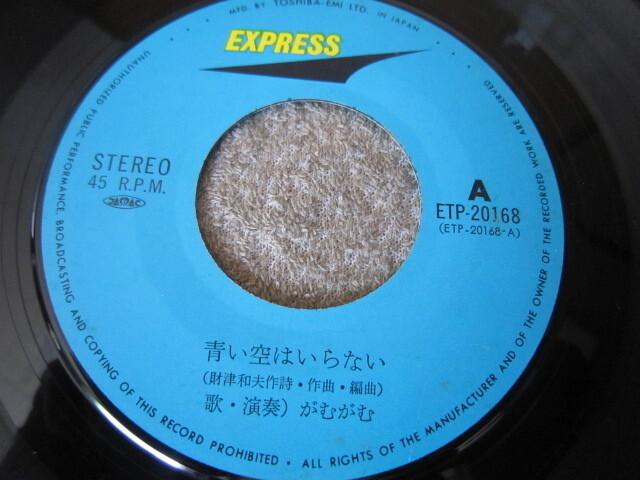 MFD. BY TOSHIBA-EMI LTD. IN JAPAN
EXPRESS
STEREO
45 R.P.M.
JASRAC
A
ETP-20168
(ETP-20168-A)
青い空はいらない
(財津和夫作詩・作曲・編曲)
歌・演奏) がむがむ
UNAUTHORIZED PUBLIC PERFORMANCE, BROADCASTING AND COPYING OF THIS RECORD PROHIBITED • ALL RIGHTS OF THE MANUFACTURER AND OF THE OWNER OF THE RECORDED WORK ARE RESERVED